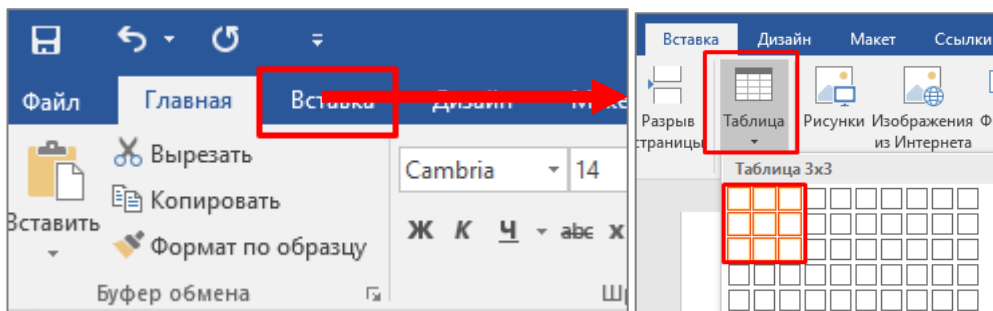 Файл Главная Вставка Дизайн
Вырезать
Копировать
Вставить
Формат по образцу
Буфер обмена
Cambria 14
Ж К Ч abc x
Вставка Дизайн Макет Ссылки
Разрыв страницы
Таблица
Рисунки
Изображения
из Интернета
Таблица 3x3